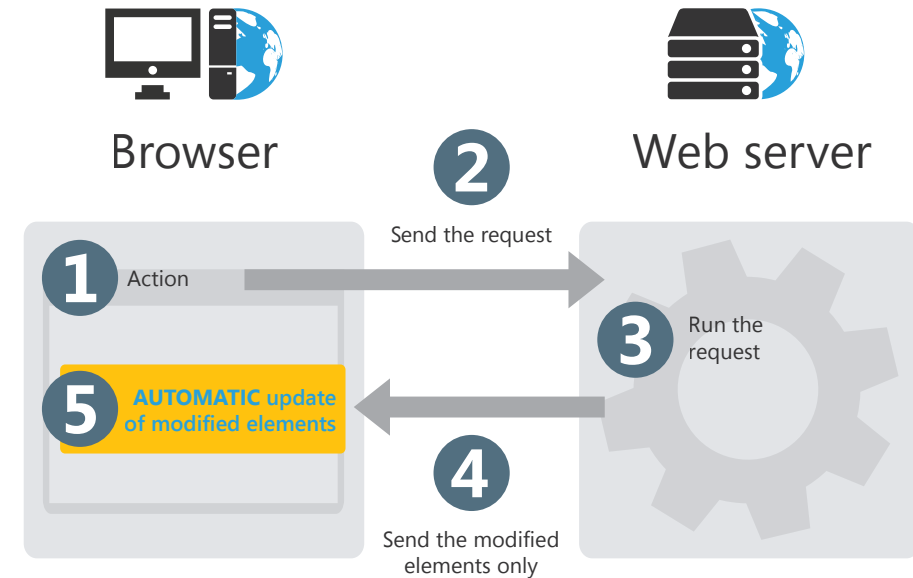 Browser
Web server
2
Send the request
1
Action
3
Run the
request
5
AUTOMATIC update
of modified elements
4
Send the modified
elements only